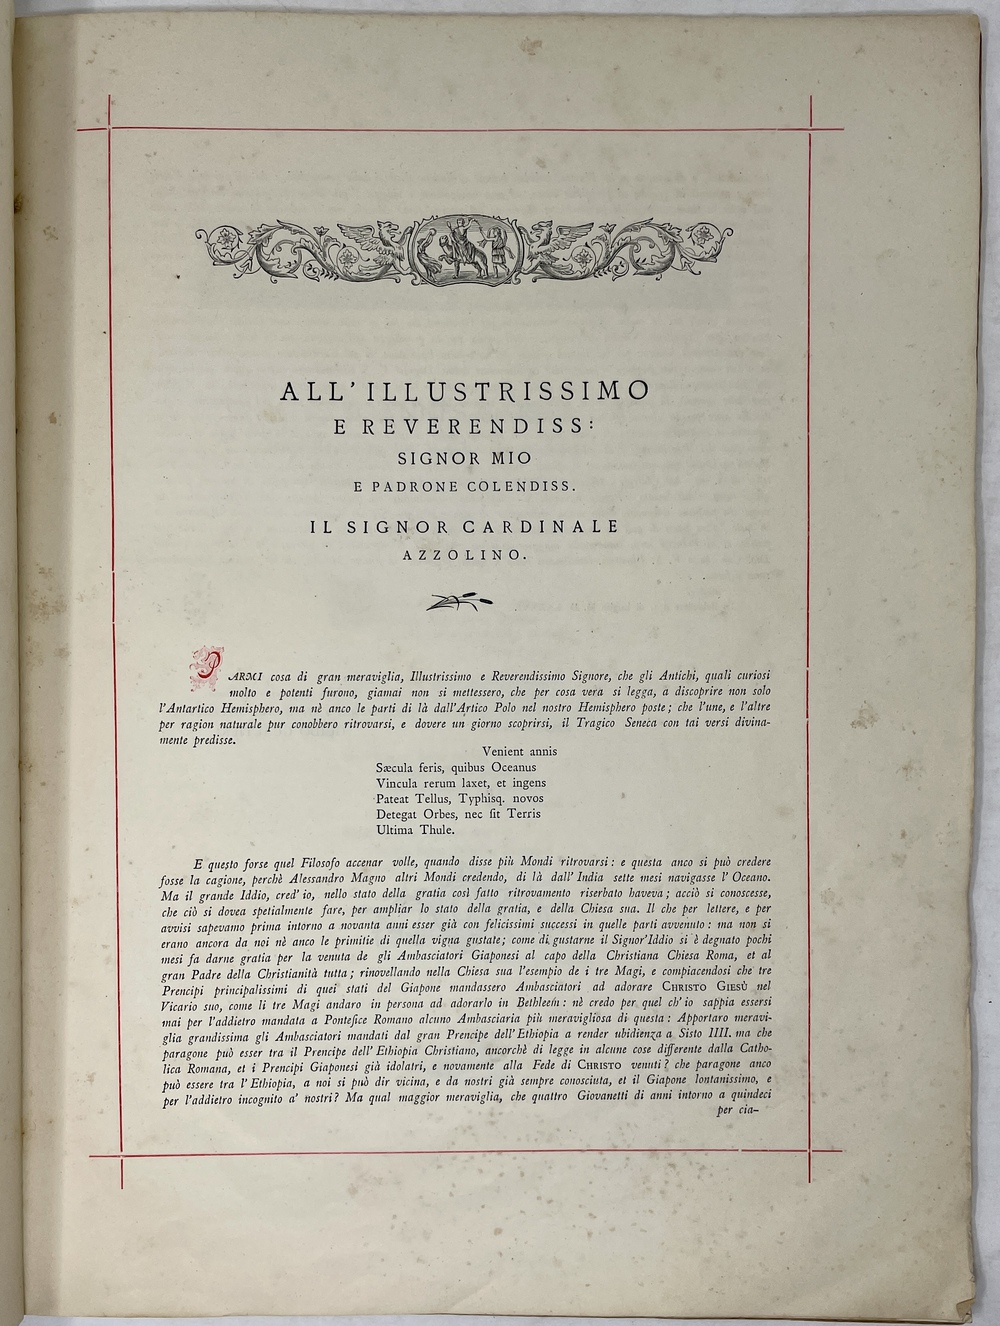 ALL'ILLUSTRISSIMO
E REVERENDISS:
SIGNOR MIO
E PADRONE COLENDISS.
IL SIGNOR CARDINALE
AZZOLINO.
PARMI cosa di gran meraviglia, Illustrissimo e Reverendissimo Signore, che gli Antichi, quali curiosi
molto e potenti furono, giamai non si mettessero, che per cosa vera si legga, a discoprire non solo
l'Antartico Hemisphero, ma nè anco le parti di là dall'Artico Polo nel nostro Hemisphero poste; che l'une, e l'altre
per ragion naturale pur conobbero ritrovarsi, e dovere un giorno scoprirsi, il Tragico Seneca con tai versi divina-
mente predisse.
Venient annis
Sæcula feris, quibus Oceanus
Vincula rerum laxet, et ingens
Pateat Tellus, Typhisq. novos
Detegat Orbes, nec sit Terris
Ultima Thule.
E questo forse quel Filosofo accenar volle, quando disse più Mondi ritrovarsi: e questa anco si può credere
fosse la cagione, perchè Alessandro Magno altri Mondi credendo, di là dall'India sette mesi navigasse l'Oceano.
Ma il grande Iddio, cred'io, nello stato della gratia così fatto ritrovamento riserbato haveva; acciò si conoscesse,
che ciò si dovea spetialmente fare, per ampliar lo stato della gratia, e della Chiesa sua. Il che per lettere, e per
avvisi sapevamo prima intorno a novanta anni esser già con felicissimi successi in quelle parti avvenuto: ma non si
erano ancora da noi nè anco le primitie di quella vigna gustate; come di gustarne il Signor'Iddio si è degnato pochi
mesi fa darne gratia per la venuta de gli Ambasciatori Giaponesi al capo della Christiana Chiesa Roma, et al
gran Padre della Christianità tutta; rinovellando nella Chiesa sua l'esempio de i tre Magi, e compiacendosi che tre
Prencipi principalissimi di quei stati del Giapone mandassero Ambasciatori ad adorare CHRISTO GIESÙ nel
Vicario suo, come li tre Magi andaro in persona ad adorarlo in Bethleem: nè credo per quel ch'io sappia essersi
mai per l'addietro mandata a Pontefice Romano alcuno Ambasciaria più meravigliosa di questa: Apportaro meravi-
glia grandissima gli Ambasciatori mandati dal gran Prencipe dell'Ethiopia a render ubidienza a Sisto IIII. ma che
paragone può esser tra il Prencipe dell'Ethiopia Christiano, ancorchè di legge in alcune cose differente dalla Catho-
lica Romana, et i Prencipi Giaponesi già idolatri, e novamente alla Fede di CHRISTO venuti? che paragone anco
può essere tra l'Ethiopia, a noi si può dir vicina, e da nostri già sempre conosciuta, et il Giapone lontanissimo, e
per l'addietro incognito a' nostri? Ma qual maggior meraviglia, che quattro Giovanetti di anni intorno a quindeci
per cia-